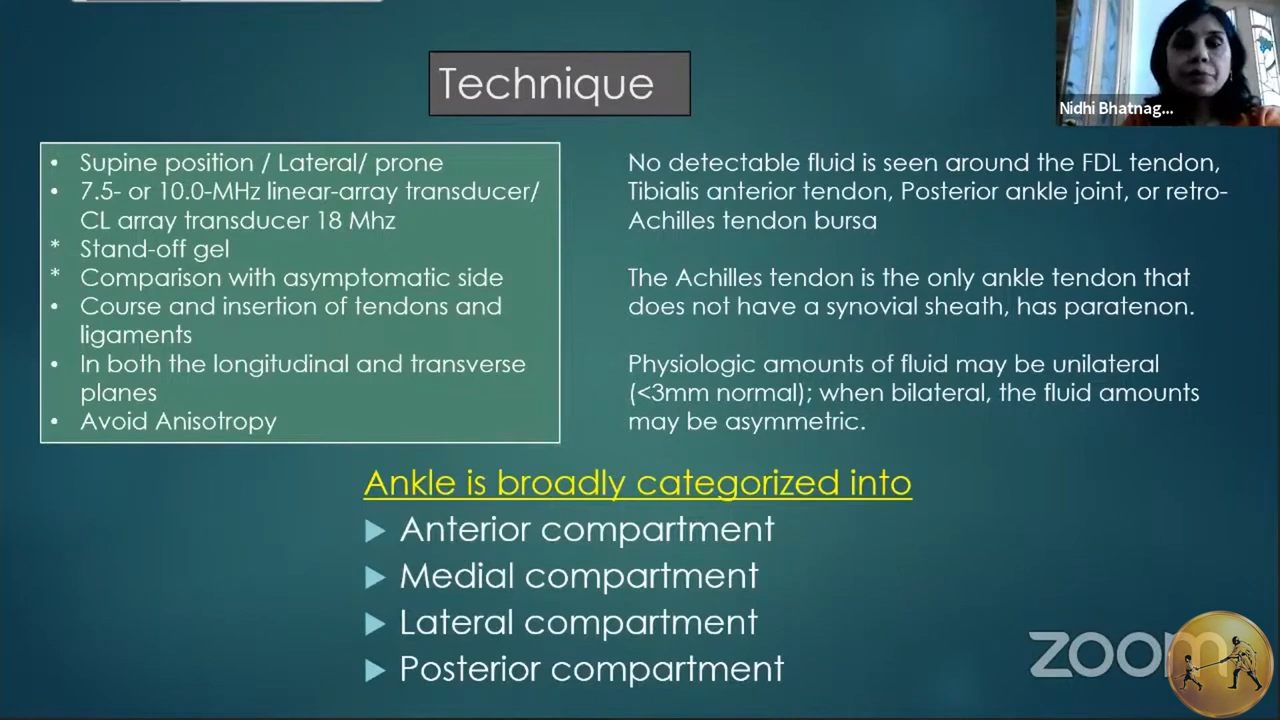 Technique
Nidhi Bhatnag...
• Supine position / Lateral/ prone
• 7.5- or 10.0-MHz linear-array transducer/
CL array transducer 18 Mhz
* Stand-off gel
* Comparison with asymptomatic side
• Course and insertion of tendons and
ligaments
• In both the longitudinal and transverse
planes
• Avoid Anisotropy
No detectable fluid is seen around the FDL tendon,
Tibialis anterior tendon, Posterior ankle joint, or retro-
Achilles tendon bursa
The Achilles tendon is the only ankle tendon that
does not have a synovial sheath, has paratenon.
Physiologic amounts of fluid may be unilateral
(<3mm normal); when bilateral, the fluid amounts
may be asymmetric.
Ankle is broadly categorized into
Anterior compartment
Medial compartment
Lateral compartment
Posterior compartment
zoom